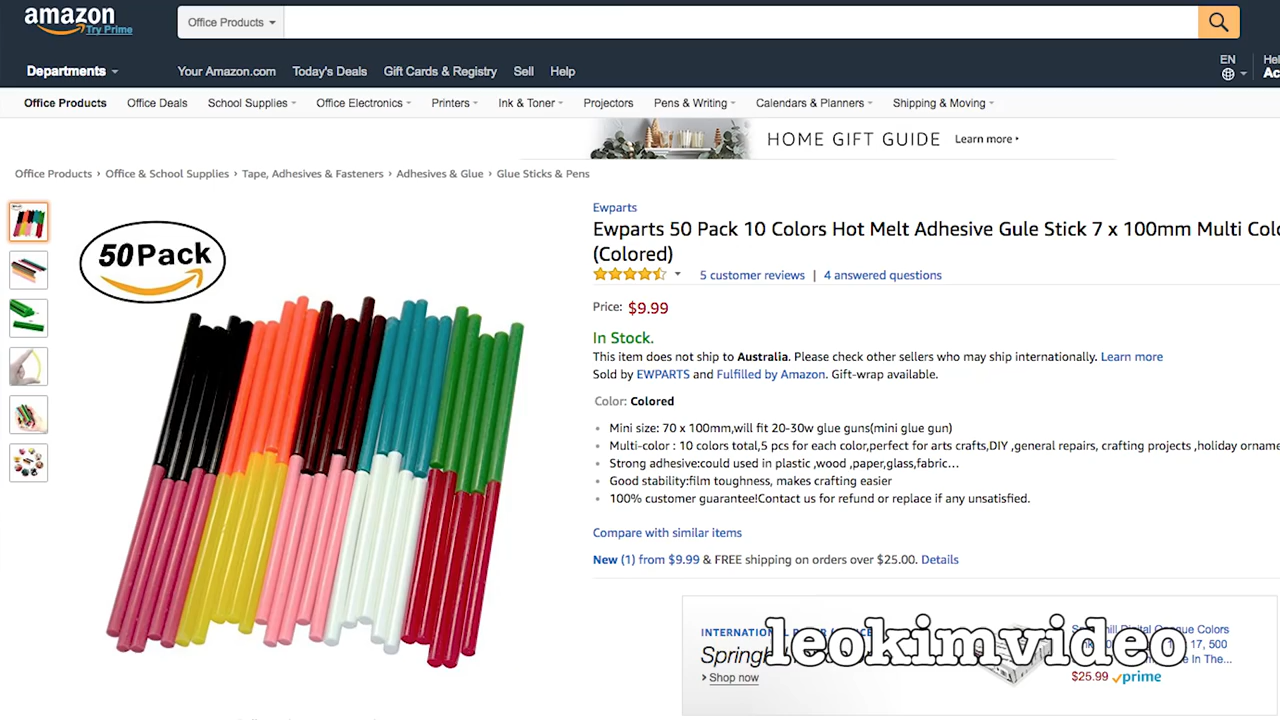 amazon
Try Prime
Office Products
Departments
Your Amazon.com Today's Deals Gift Cards & Registry Sell Help
EN
Office Products Office Deals School Supplies Office Electronics Printers Ink & Toner Projectors Pens & Writing Calendars & Planners Shipping & Moving
HOME GIFT GUIDE Learn more
Office Products › Office & School Supplies › Tape, Adhesives & Fasteners › Adhesives & Glue › Glue Sticks & Pens
50 Pack
Ewparts
Ewparts 50 Pack 10 Colors Hot Melt Adhesive Gule Stick 7 x 100mm Multi
(Colored)
5 customer reviews | 4 answered questions
Price: $9.99
In Stock.
This item does not ship to Australia. Please check other sellers who may ship internationally. Learn more
Sold by EWPARTS and Fulfilled by Amazon. Gift-wrap available.
Color: Colored
• Mini size: 70 x 100mm,will fit 20-30w glue guns(mini glue gun)
• Multi-color : 10 colors total,5 pcs for each color,perfect for arts crafts,DIY ,general repairs, crafting projects ,holiday orname
• Strong adhesive:could used in plastic ,wood ,paper,glass,fabric...
• Good stability:film toughness, makes crafting easier
• 100% customer guarantee!Contact us for refund or replace if any unsatisfied.
Compare with similar items
New (1) from $9.99 & FREE shipping on orders over $25.00. Details
leokimvideo
Digital Opaque Colors
17, 500
In The...
› Shop now
$25.99 prime